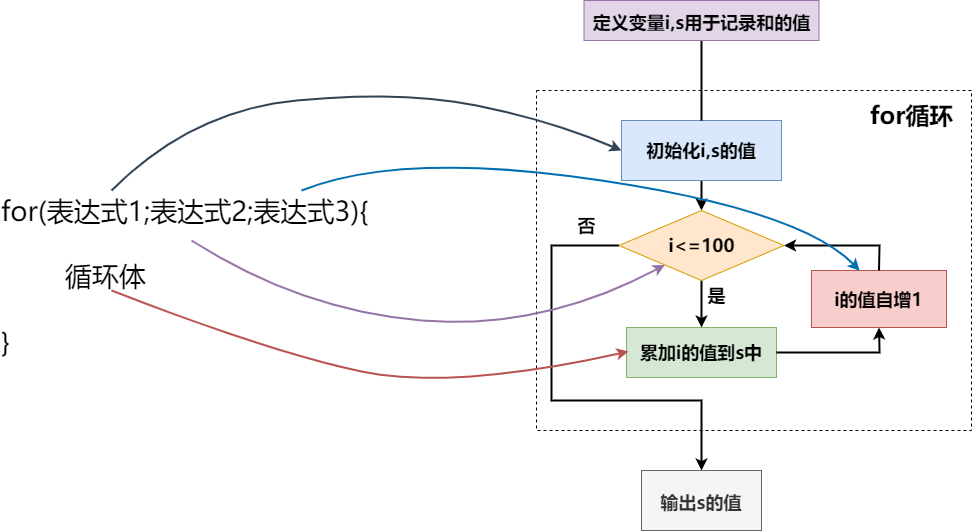 定义变量i,s用于记录和的值
for循环
初始化i,s的值
for(表达式1;表达式2;表达式3){
否
i<=100
循环体
是
i的值自增1
}
累加i的值到s中
输出s的值